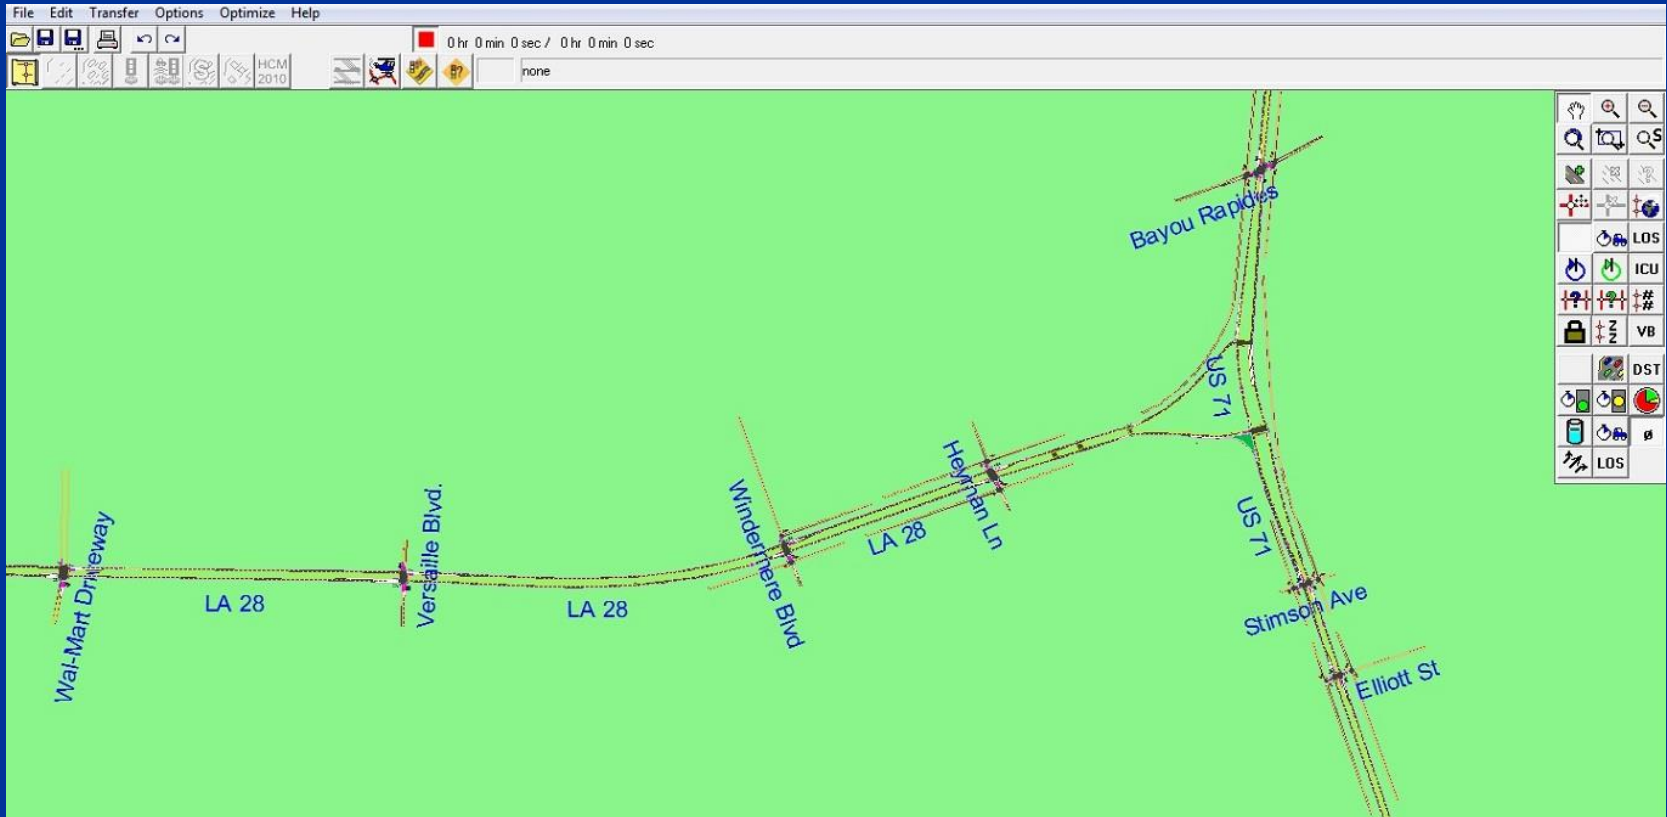 File Edit Transfer Options Optimize Help
0 hr 0 min 0 sec / 0 hr 0 min 0 sec
HCM
2010
none
S
LOS
ICU
##
Z
Z
VB
DST
ø
LOS
Bayou Rapides
US 71
Heyman Ln
Windermere Blvd
LA 28
US 71
Versaille Blvd.
Wal-Mart Driveway
LA 28
LA 28
Stimson Ave
Elliott St